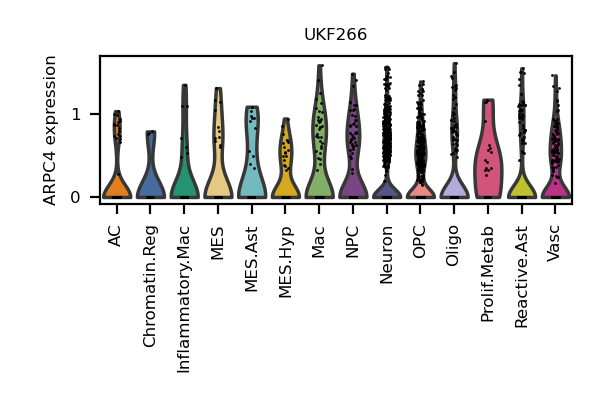 UKF266
ARPC4 expression
1
0
AC
Chromatin.Reg
Inflammatory.Mac
MES
MES.Ast
MES.Hyp
Mac
NPC
Neuron
OPC
Oligo
Prolif.Metab
Reactive.Ast
Vasc